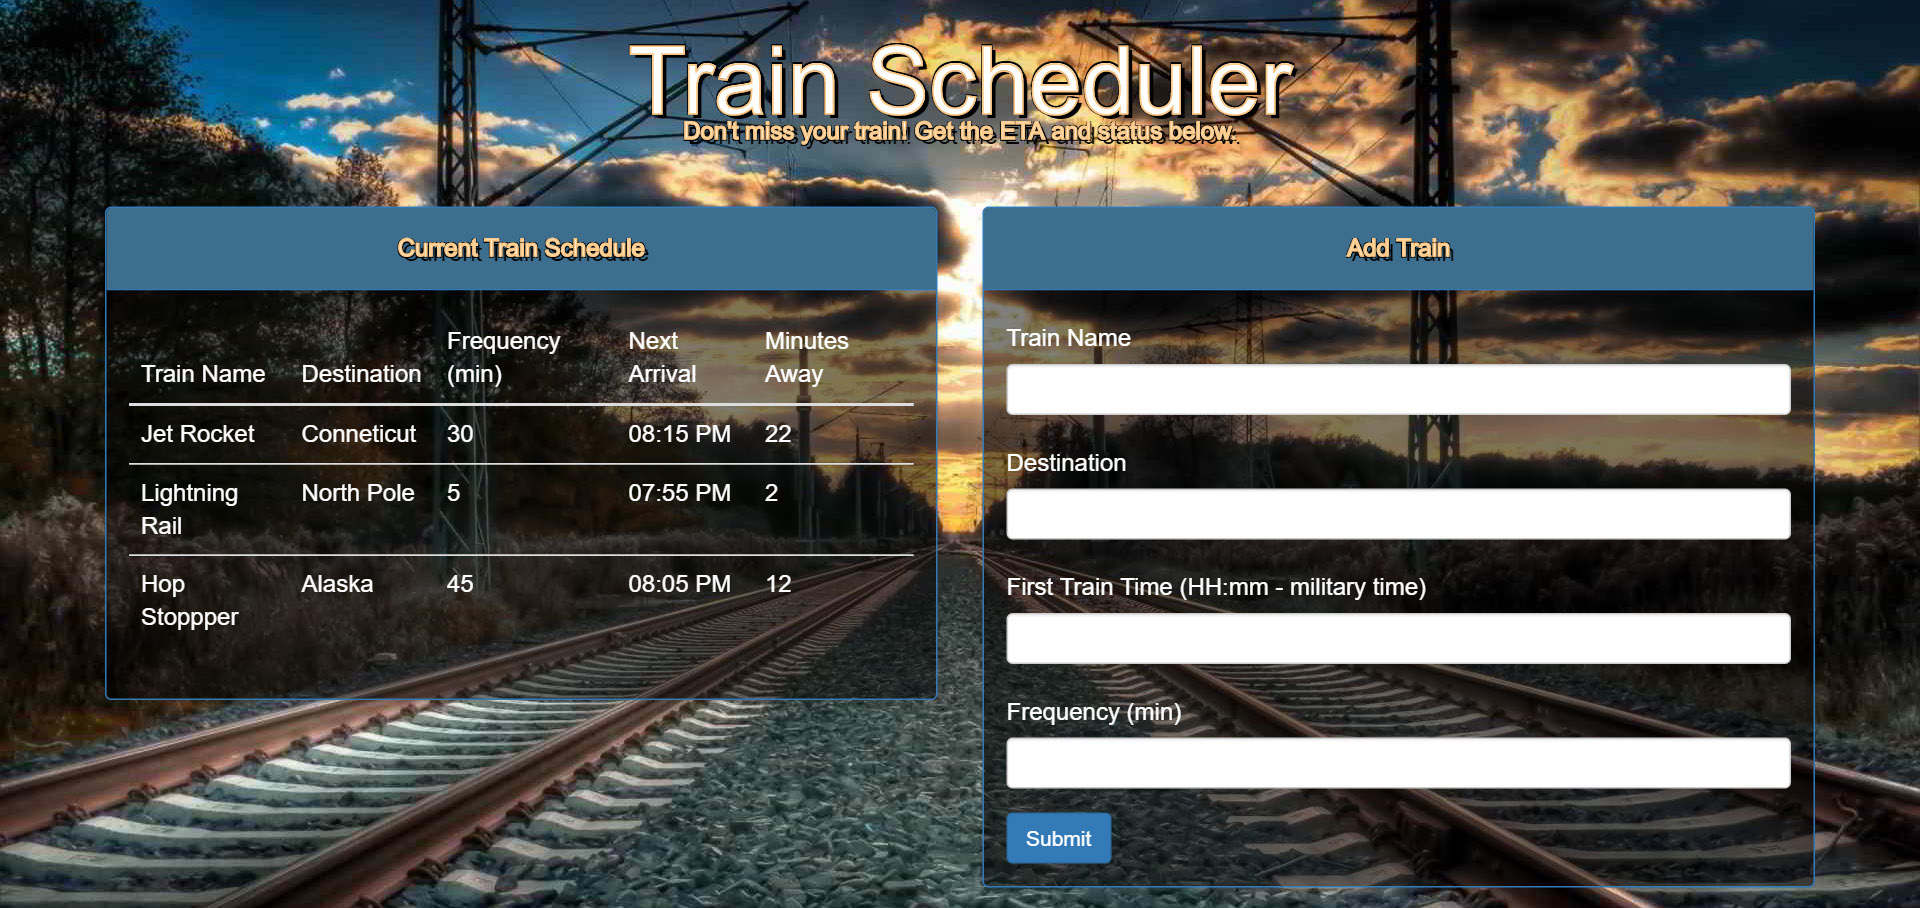 Train Scheduler
Don't miss your train! Get the ETA and status below.
Current Train Schedule
Train Name Destination Frequency (min) Next Arrival Minutes Away
Jet Rocket Conneticut 30 08:15 PM 22
Lightning Rail North Pole 5 07:55 PM 2
Hop Stoppper Alaska 45 08:05 PM 12
Add Train
Train Name
Destination
First Train Time (HH:mm - military time)
Frequency (min)
Submit